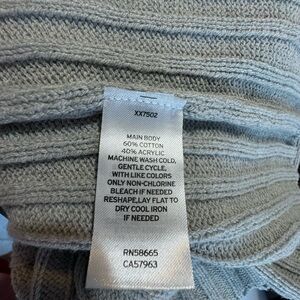 XX7502
MAIN BODY
60% COTTON
40% ACRYLIC
MACHINE WASH COLD,
GENTLE CYCLE,
WITH LIKE COLORS
ONLY NON-CHLORINE
BLEACH IF NEEDED
RESHAPE,LAY FLAT TO
DRY COOL IRON
IF NEEDED
RN58665
CA57963